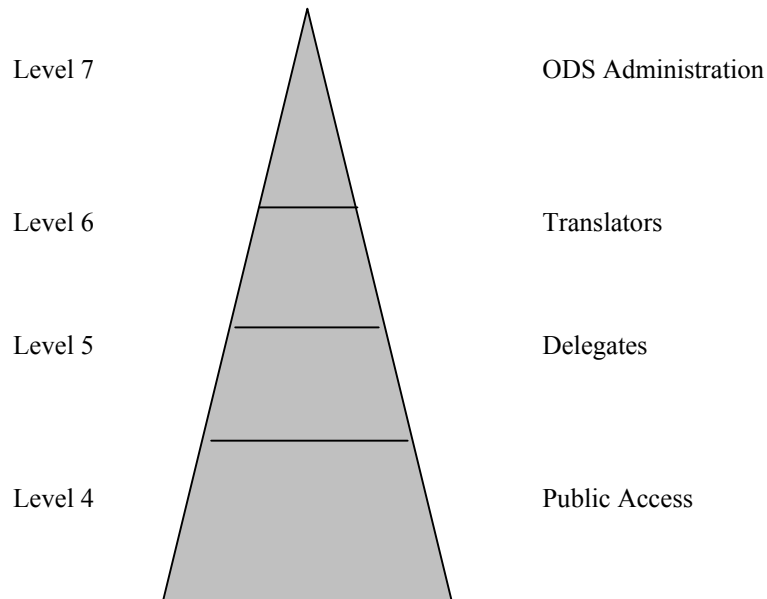 Level 7 ODS Administration
Level 6 Translators
Level 5 Delegates
Level 4 Public Access